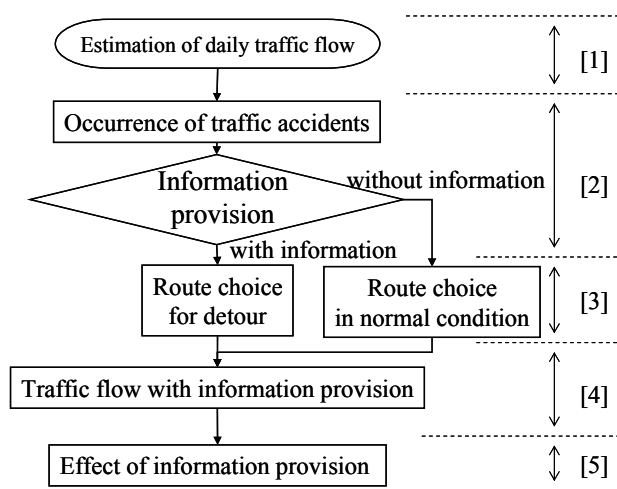 Estimation of daily traffic flow
[1]
Occurrence of traffic accidents
Information
provision
without information
[2]
with information
Route choice
for detour
Route choice
in normal condition
[3]
Traffic flow with information provision
[4]
Effect of information provision
[5]